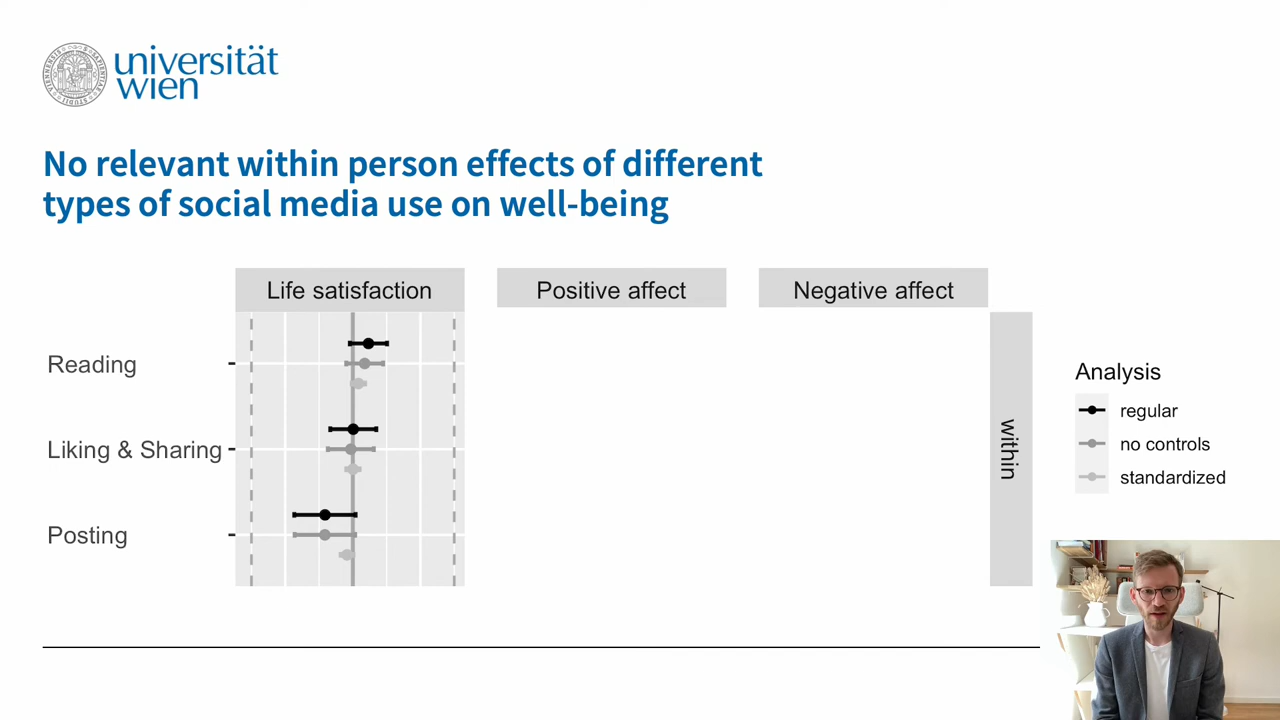 universität
wien
No relevant within person effects of different
types of social media use on well-being
Life satisfaction
Positive affect
Negative affect
Reading
Liking & Sharing
Posting
within
Analysis
regular
no controls
standardized